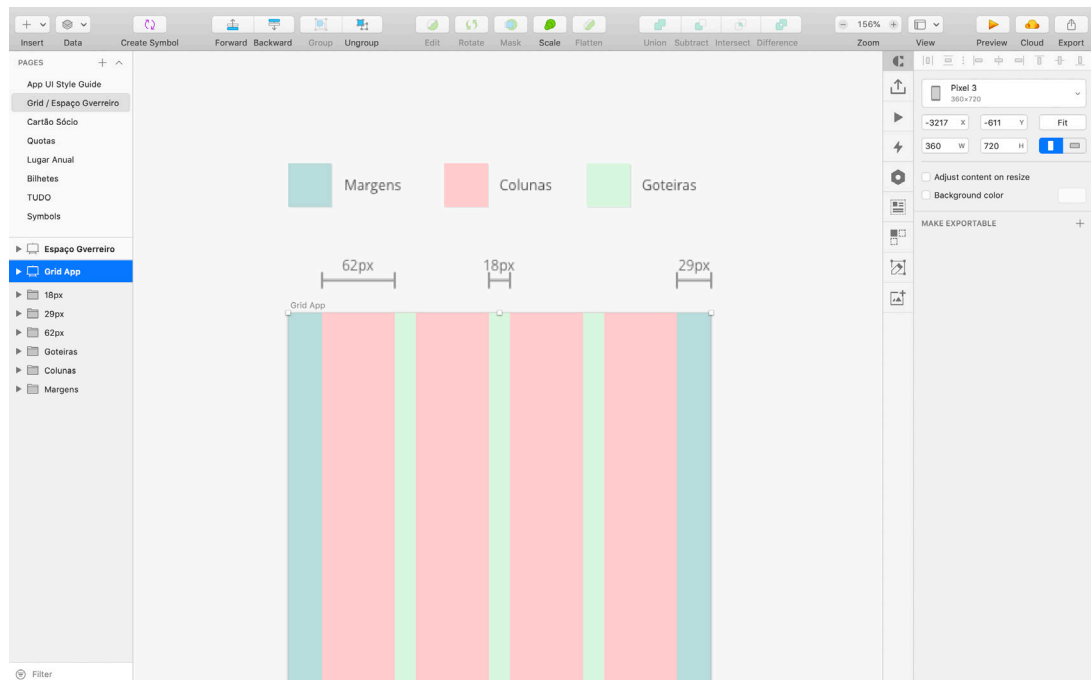 156%
Insert Data Create Symbol Forward Backward Group Ungroup Edit Rotate Mask Scale Flatten Union Subtract Intersect Difference Zoom View Preview Cloud Export
PAGES
App UI Style Guide
Grid / Espaço Gverreiro
Cartão Sócio
Quotas
Lugar Anual
Bilhetes
TUDO
Symbols
Espaço Gverreiro
Grid App
18px
29px
62px
Goteiras
Colunas
Margens
Filter
Margens Colunas Goteiras
62px 18px 29px
Grid App
Pixel 3
360×720
-3217 X -611 Y Fit
360 W 720 H
Adjust content on resize
Background color
MAKE EXPORTABLE